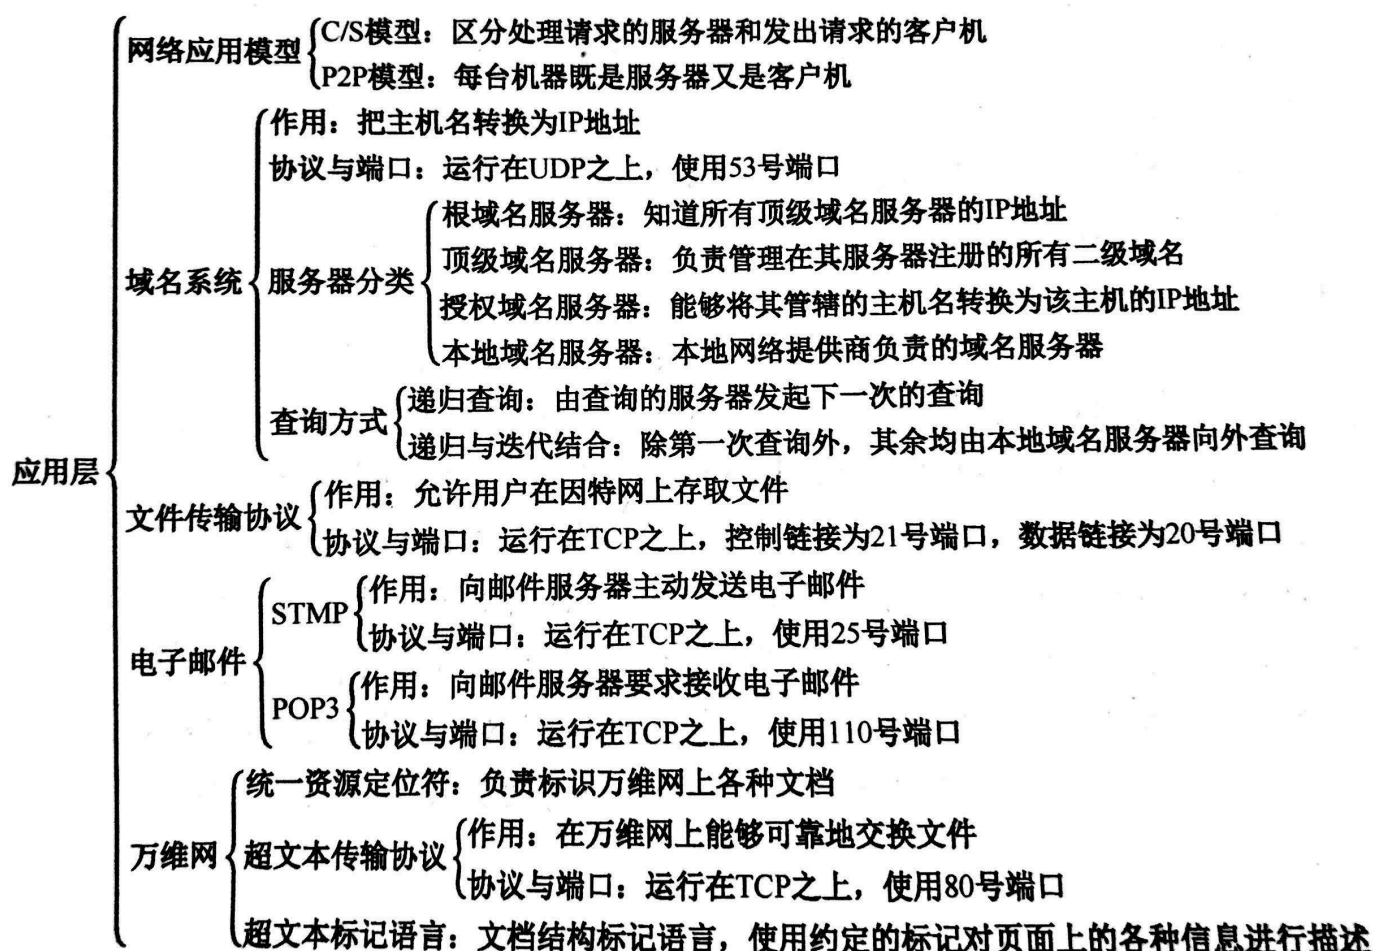 网络应用模型
C/S模型：区分处理请求的服务器和发出请求的客户机
P2P模型：每台机器既是服务器又是客户机
作用：把主机名转换为IP地址
协议与端口：运行在UDP之上，使用53号端口
域名系统
服务器分类
根域名服务器：知道所有顶级域名服务器的IP地址
顶级域名服务器：负责管理在其服务器注册的所有二级域名
授权域名服务器：能够将其管辖的主机名转换为该主机的IP地址
本地域名服务器：本地网络提供商负责的域名服务器
查询方式
递归查询：由查询的服务器发起下一次的查询
递归与迭代结合：除第一次查询外，其余均由本地域名服务器向外查询
应用层
文件传输协议
作用：允许用户在因特网上存取文件
协议与端口：运行在TCP之上，控制链接为21号端口，数据链接为20号端口
电子邮件
STMP
作用：向邮件服务器主动发送电子邮件
协议与端口：运行在TCP之上，使用25号端口
POP3
作用：向邮件服务器要求接收电子邮件
协议与端口：运行在TCP之上，使用110号端口
万维网
统一资源定位符：负责标识万维网上各种文档
超文本传输协议
作用：在万维网上能够可靠地交换文件
协议与端口：运行在TCP之上，使用80号端口
超文本标记语言：文档结构标记语言，使用约定的标记对页面上的各种信息进行描述